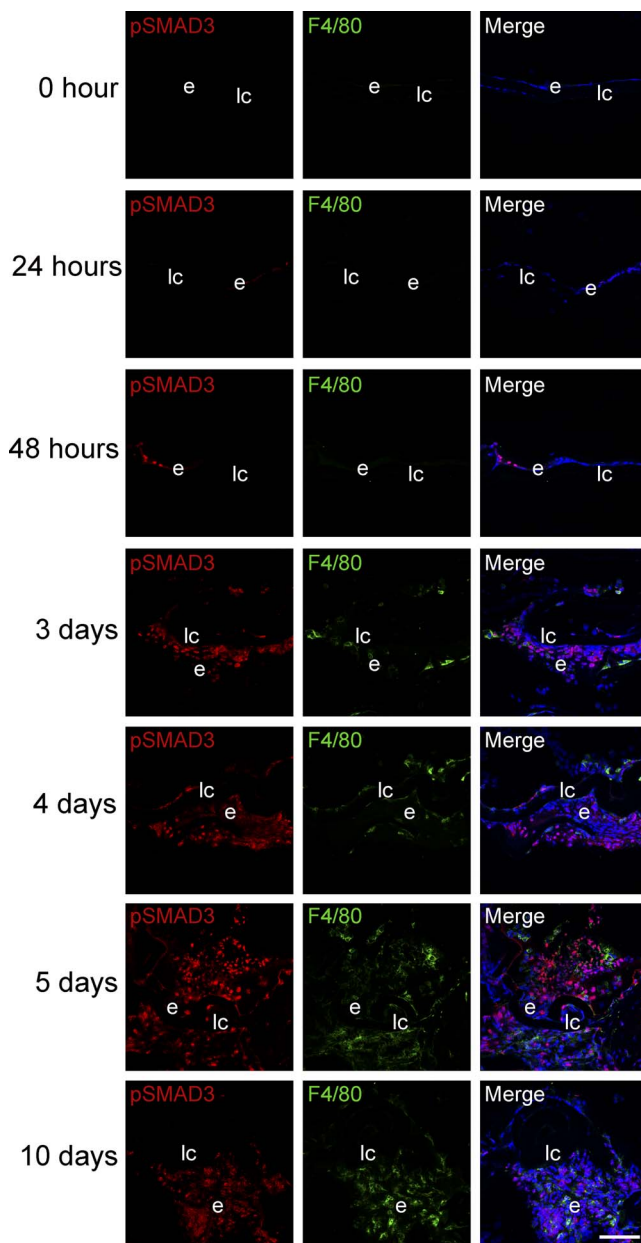 pSMAD3 F4/80 Merge
0 hour e lc e lc e lc
pSMAD3 F4/80 Merge
24 hours lc e lc e lc e
pSMAD3 F4/80 Merge
48 hours e lc e lc e lc
pSMAD3 F4/80 Merge
3 days lc e lc e lc e
pSMAD3 F4/80 Merge
4 days lc e lc e lc e
pSMAD3 F4/80 Merge
5 days e lc e lc e lc
pSMAD3 F4/80 Merge
10 days lc e lc e lc e